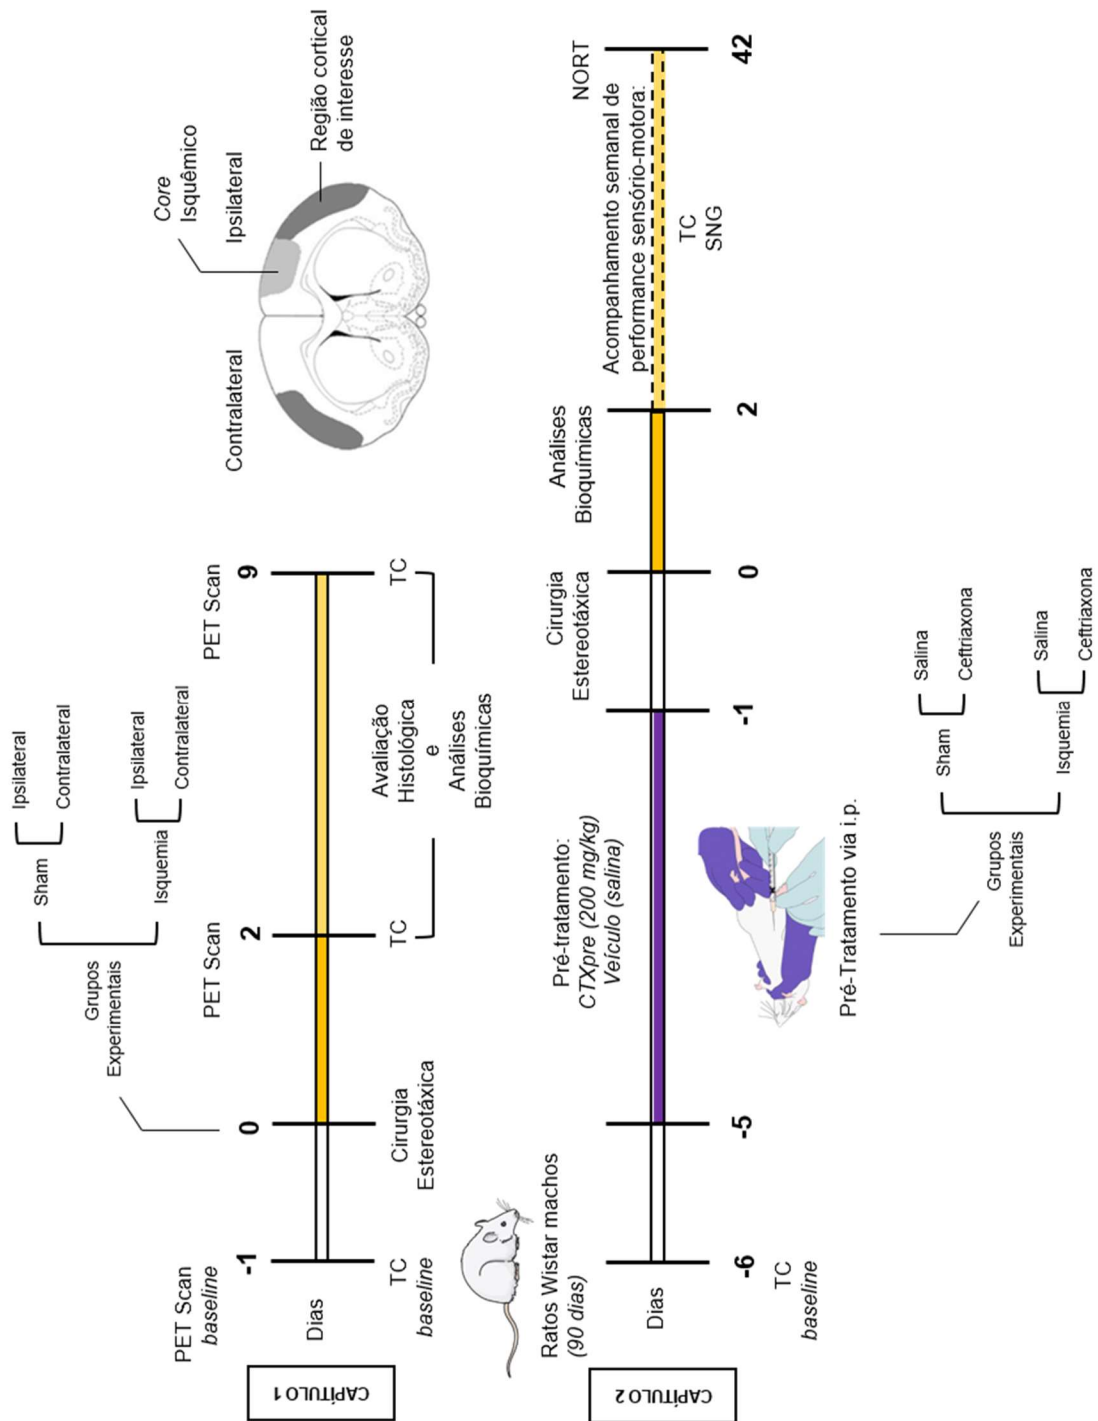 CAPÍTULO 1
PET Scan
baseline
PET Scan
PET Scan
Dias
-1
0
2
9
TC
baseline
Cirurgia
Estereotáxica
TC
Avaliação
Histológica
e
Análises
Bioquímicas
TC
Grupos
Experimentais
Sham
Ipsilateral
Contralateral
Isquemia
Ipsilateral
Contralateral
Contralateral
Core
Isquêmico
Ipsilateral
Região cortical
de interesse
Ratos Wistar machos
(90 dias)
CAPÍTULO 2
Dias
Pré-tratamento:
CTXpre (200 mg/kg)
Veículo (salina)
Cirurgia
Estereotáxica
Análises
Bioquímicas
Acompanhamento semanal de
performance sensório-motora:
TC
SNG
NORT
-6
-5
-1
0
2
42
TC
baseline
Pré-Tratamento via i.p.
Grupos
Experimentais
Sham
Salina
Ceftriaxona
Isquemia
Salina
Ceftriaxona